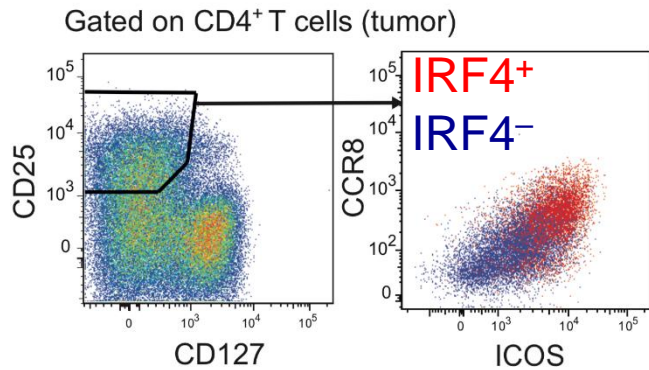 Gated on CD4⁺ T cells (tumor)
CD25
10⁵
10⁴
10³
0
0
10³
10⁴
10⁵
CD127
IRF4⁺
IRF4⁻
CCR8
10⁵
10⁴
10³
10²
0
0
10³
10⁴
10⁵
ICOS